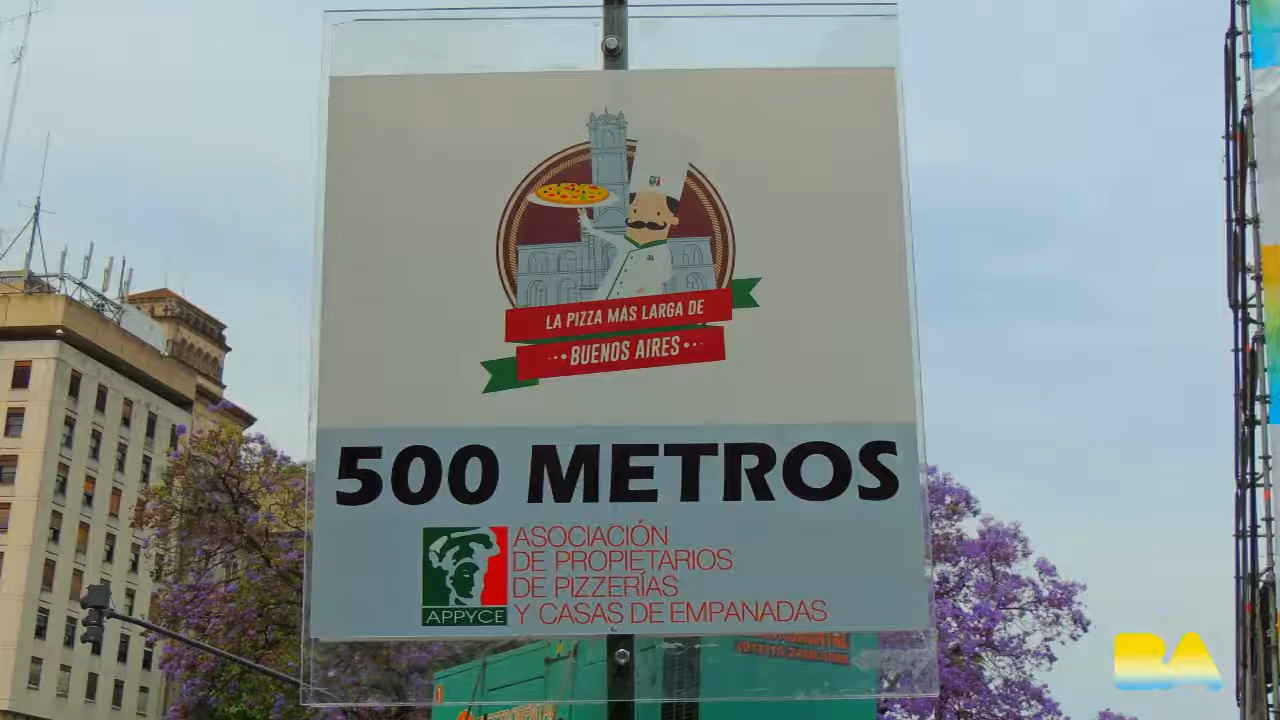 LA PIZZA MÁS LARGA DE
BUENOS AIRES
500 METROS
APPYCE
ASOCIACIÓN
DE PROPIETARIOS
DE PIZZERÍAS
Y CASAS DE EMPANADAS
BA